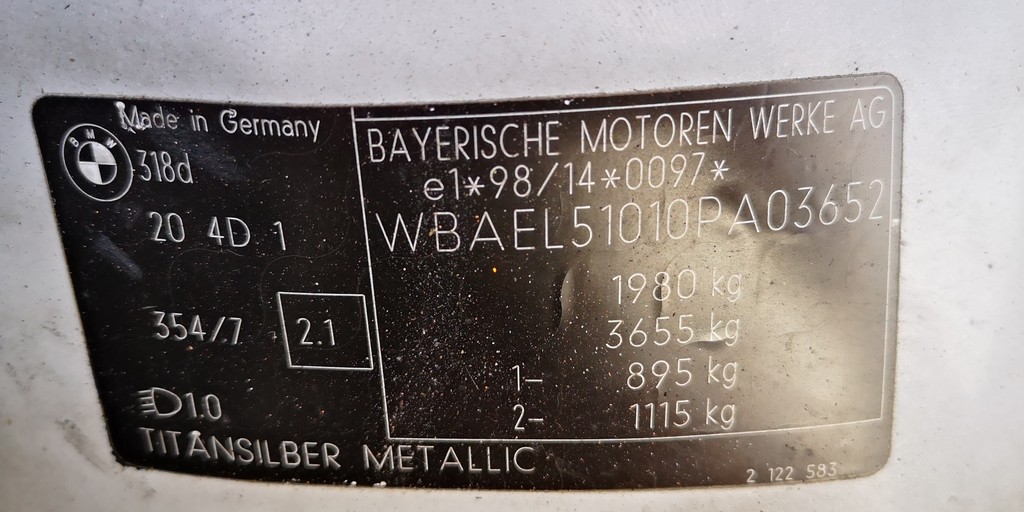 Made in Germany
BMW
318d
20 4D 1
354/7 2.1
1.0
TITANSILBER METALLIC
BAYERISCHE MOTOREN WERKE AG
e1*98/14*0097*
WBAEL51010PA03652
1980 kg
3655 kg
1– 895 kg
2– 1115 kg
2 122 583